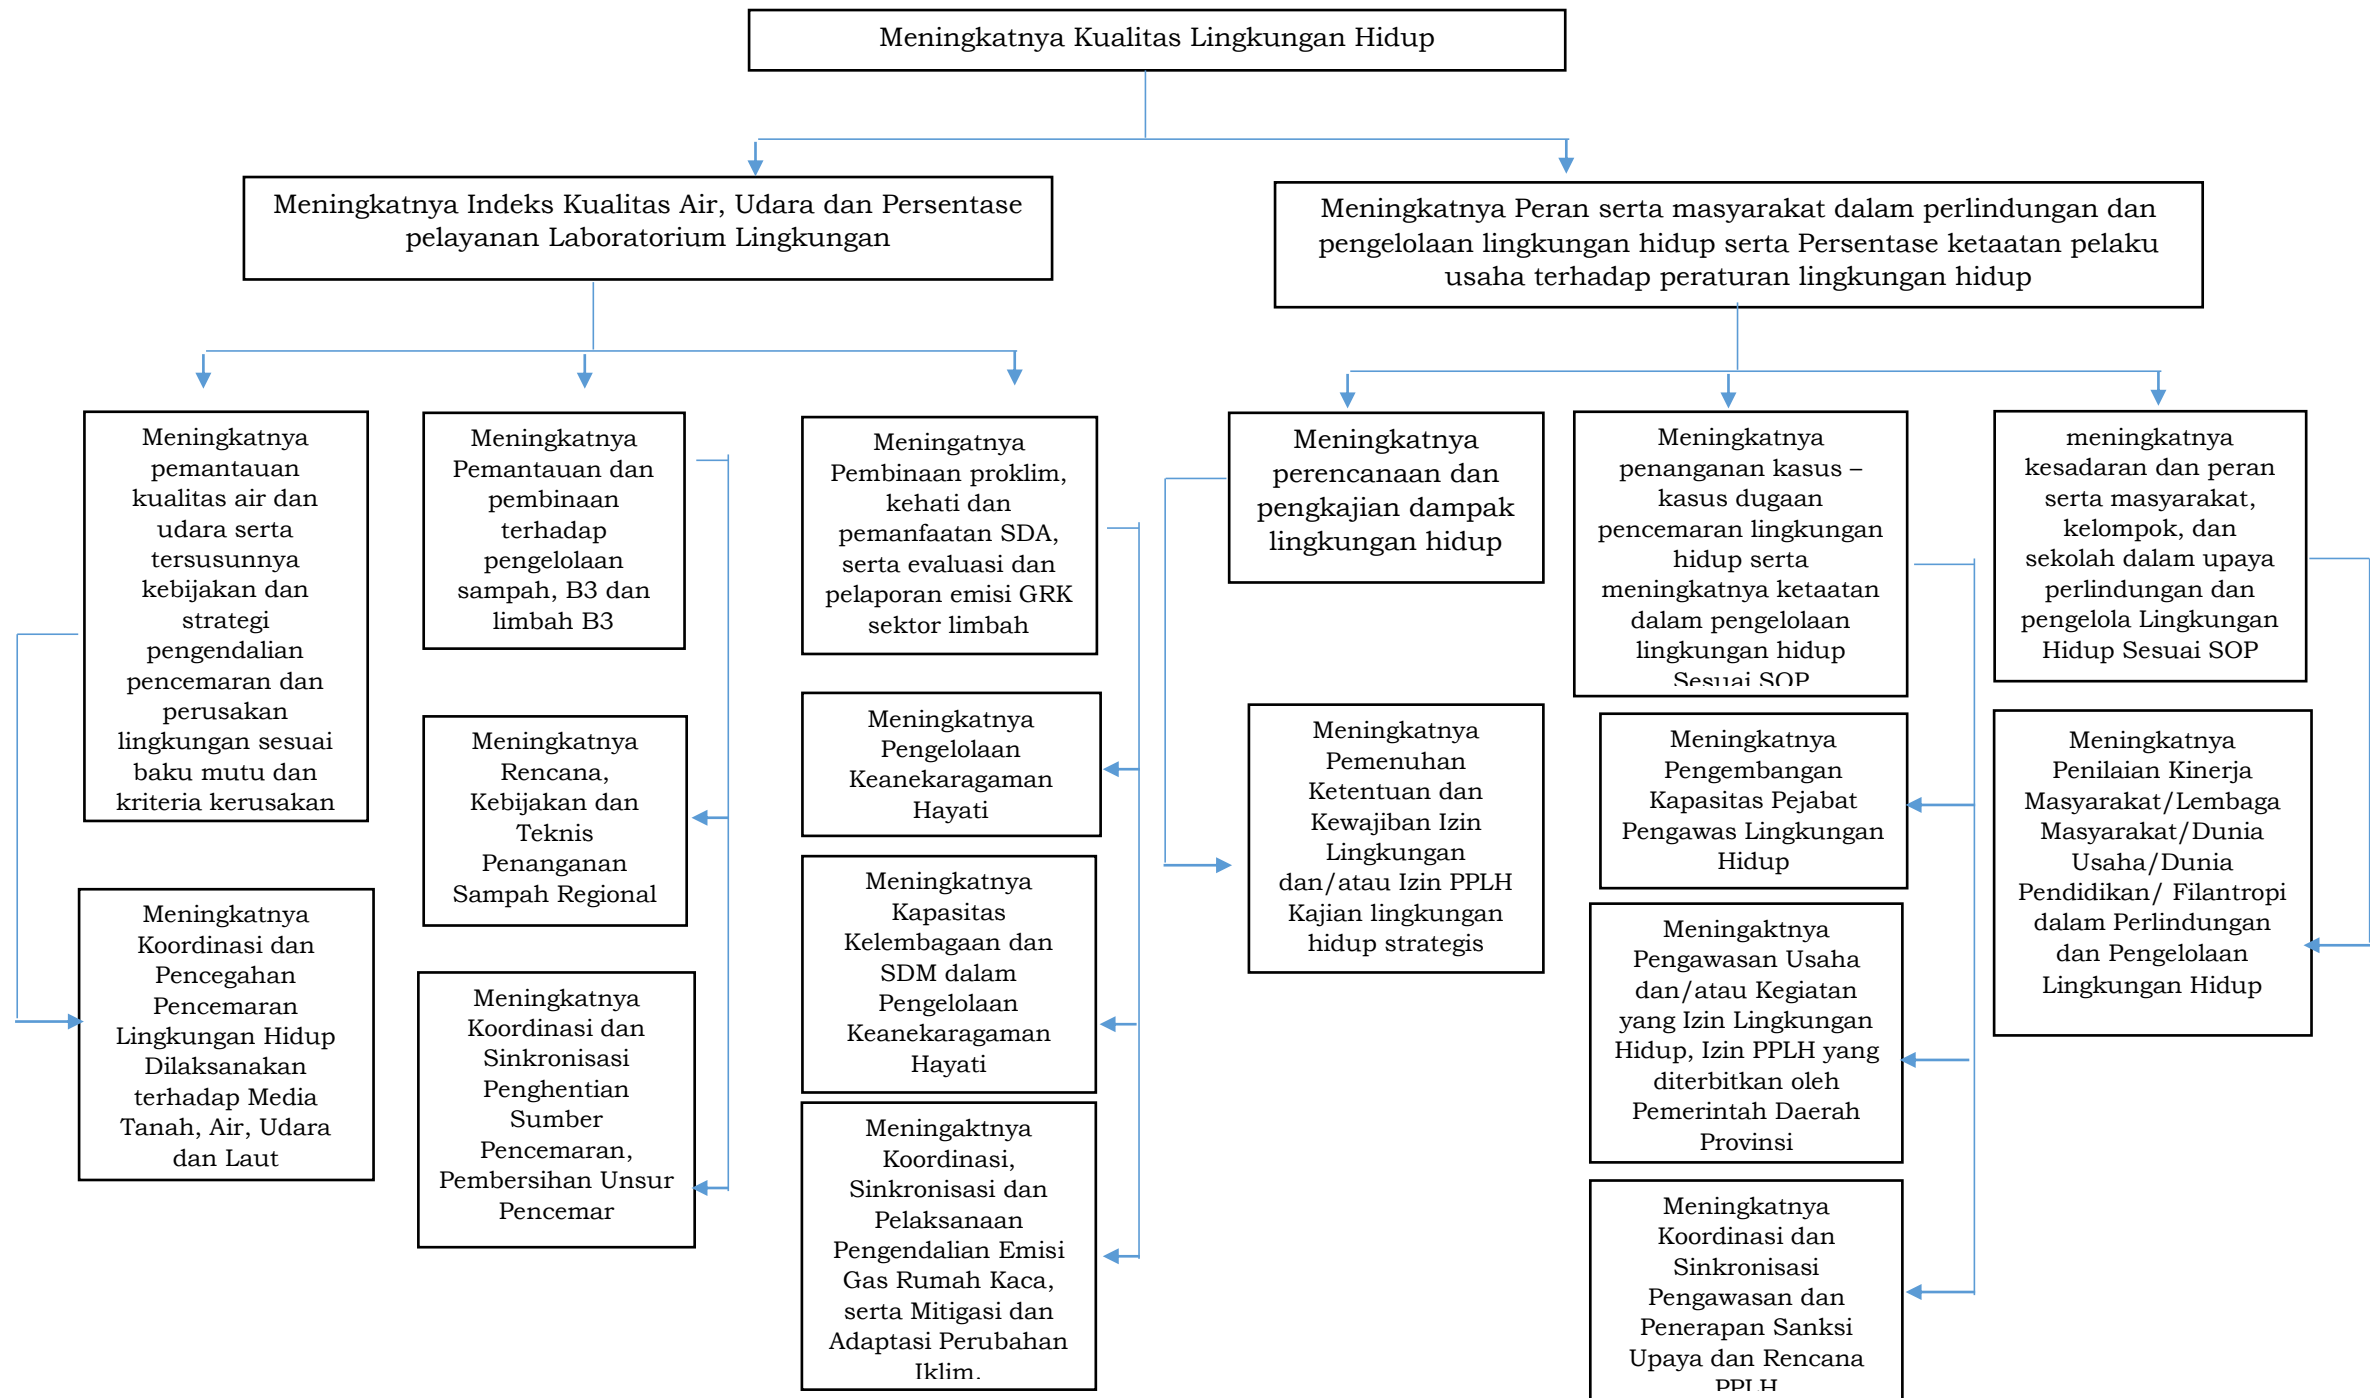 Meningkatnya Kualitas Lingkungan Hidup
Meningkatnya Indeks Kualitas Air, Udara dan Persentase
pelayanan Laboratorium Lingkungan
Meningkatnya Peran serta masyarakat dalam perlindungan dan
pengelolaan lingkungan hidup serta Persentase ketaatan pelaku
usaha terhadap peraturan lingkungan hidup
Meningkatnya
pemantauan
kualitas air dan
udara serta
tersusunnya
kebijakan dan
strategi
pengendalian
pencemaran dan
perusakan
lingkungan sesuai
baku mutu dan
kriteria kerusakan
Meningkatnya
Pemantauan dan
pembinaan
terhadap
pengelolaan
sampah, B3 dan
limbah B3
Meningatnya
Pembinaan proklim,
kehati dan
pemanfaatan SDA,
serta evaluasi dan
pelaporan emisi GRK
sektor limbah
Meningkatnya
perencanaan dan
pengkajian dampak
lingkungan hidup
Meningkatnya
penanganan kasus –
kasus dugaan
pencemaran lingkungan
hidup serta
meningkatnya ketaatan
dalam pengelolaan
lingkungan hidup
Sesuai SOP
meningkatnya
kesadaran dan peran
serta masyarakat,
kelompok, dan
sekolah dalam upaya
perlindungan dan
pengelola Lingkungan
Hidup Sesuai SOP
Meningkatnya
Koordinasi dan
Pencegahan
Pencemaran
Lingkungan Hidup
Dilaksanakan
terhadap Media
Tanah, Air, Udara
dan Laut
Meningkatnya
Rencana,
Kebijakan dan
Teknis
Penanganan
Sampah Regional
Meningkatnya
Koordinasi dan
Sinkronisasi
Penghentian
Sumber
Pencemaran,
Pembersihan Unsur
Pencemar
Meningkatnya
Pengelolaan
Keanekaragaman
Hayati
Meningkatnya
Kapasitas
Kelembagaan dan
SDM dalam
Pengelolaan
Keanekaragaman
Hayati
Meningaktnya
Koordinasi,
Sinkronisasi dan
Pelaksanaan
Pengendalian Emisi
Gas Rumah Kaca,
serta Mitigasi dan
Adaptasi Perubahan
Iklim.
Meningkatnya
Pemenuhan
Ketentuan dan
Kewajiban Izin
Lingkungan
dan/atau Izin PPLH
Kajian lingkungan
hidup strategis
Meningkatnya
Pengembangan
Kapasitas Pejabat
Pengawas Lingkungan
Hidup
Meningaktnya
Pengawasan Usaha
dan/atau Kegiatan
yang Izin Lingkungan
Hidup, Izin PPLH yang
diterbitkan oleh
Pemerintah Daerah
Provinsi
Meningkatnya
Koordinasi dan
Sinkronisasi
Pengawasan dan
Penerapan Sanksi
Upaya dan Rencana
PPLH
Meningkatnya
Penilaian Kinerja
Masyarakat/Lembaga
Masyarakat/Dunia
Usaha/Dunia
Pendidikan/ Filantropi
dalam Perlindungan
dan Pengelolaan
Lingkungan Hidup